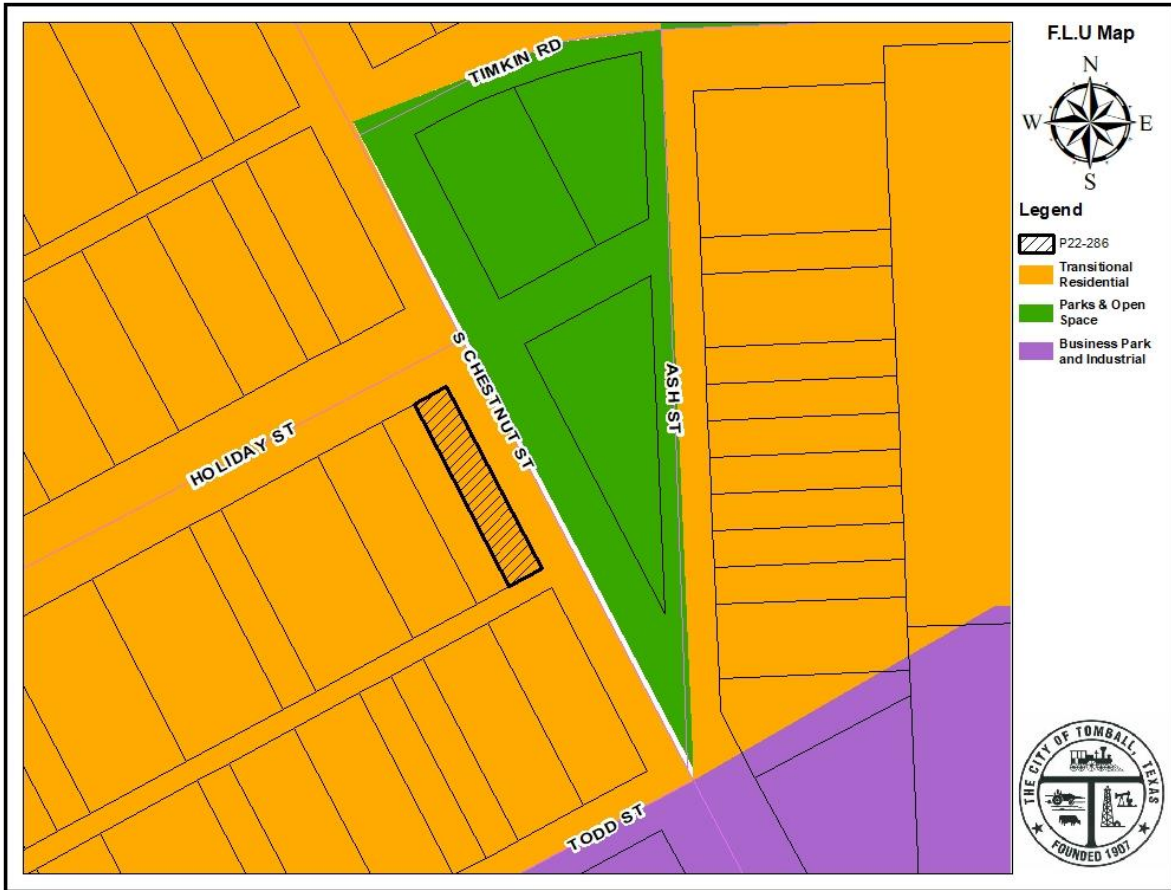 F.L.U Map
N
W E
S
Legend
P22-286
Transitional
Residential
Parks & Open
Space
Business Park
and Industrial
TIMKIN RD
S CHESTNUT ST
ASH ST
HOLIDAY ST
TODD ST
THE CITY OF TOMBALL, TEXAS
FOUNDED 1907